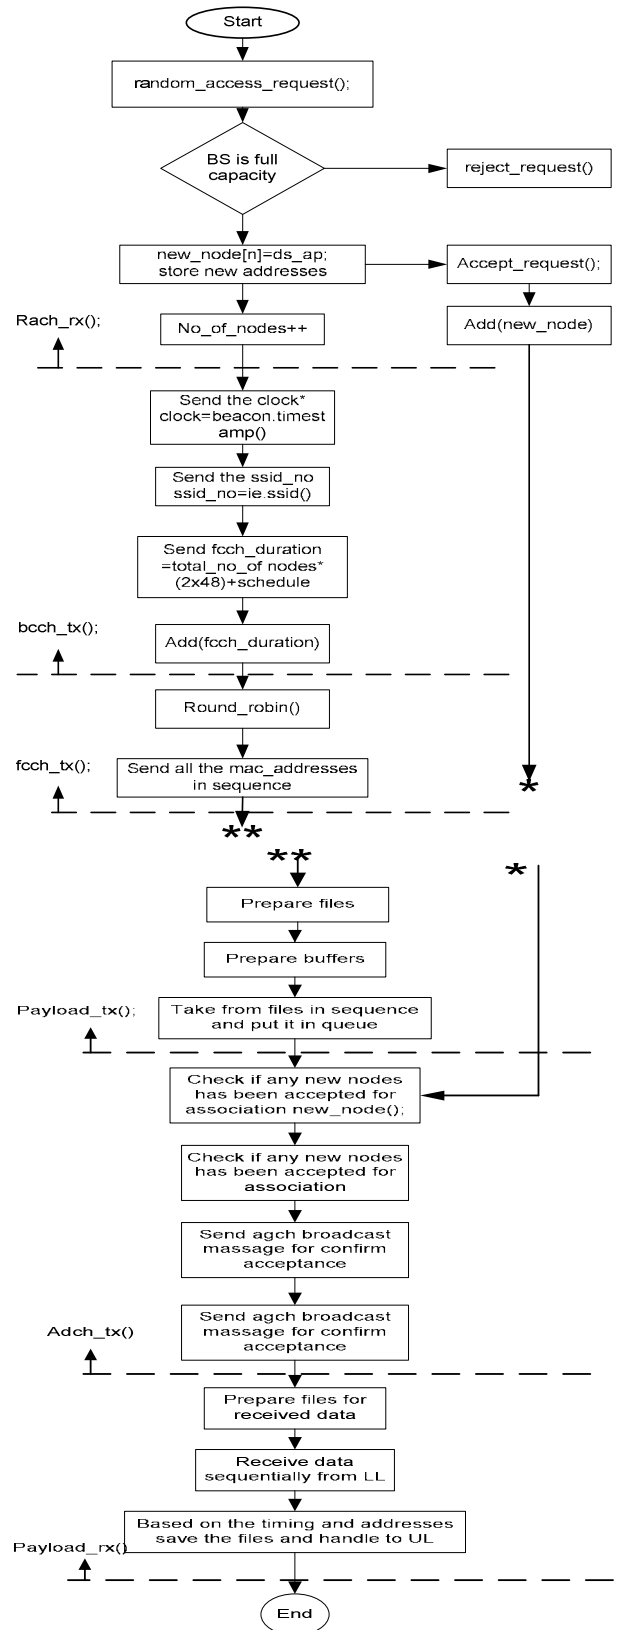 Start
random_access_request();
BS is full
capacity
reject_request()
new_node[n]=ds_ap;
store new addresses
Accept_request();
Rach_rx();
No_of_nodes++
Add(new_node)
Send the clock*
clock=beacon.timest
amp()
Send the ssid_no
ssid_no=ie.ssid()
Send fcch_duration
=total_no_of nodes*
(2x48)+schedule
bcch_tx();
Add(fcch_duration)
Round_robin()
fcch_tx();
Send all the mac_addresses
in sequence
*
**
**
*
Prepare files
Prepare buffers
Payload_tx();
Take from files in sequence
and put it in queue
Check if any new nodes
has been accepted for
association new_node();
Check if any new nodes
has been accepted for
association
Send agch broadcast
massage for confirm
acceptance
Send agch broadcast
massage for confirm
acceptance
Adch_tx()
Prepare files for
received data
Receive data
sequentially from LL
Based on the timing and addresses
save the files and handle to UL
Payload_rx()
End